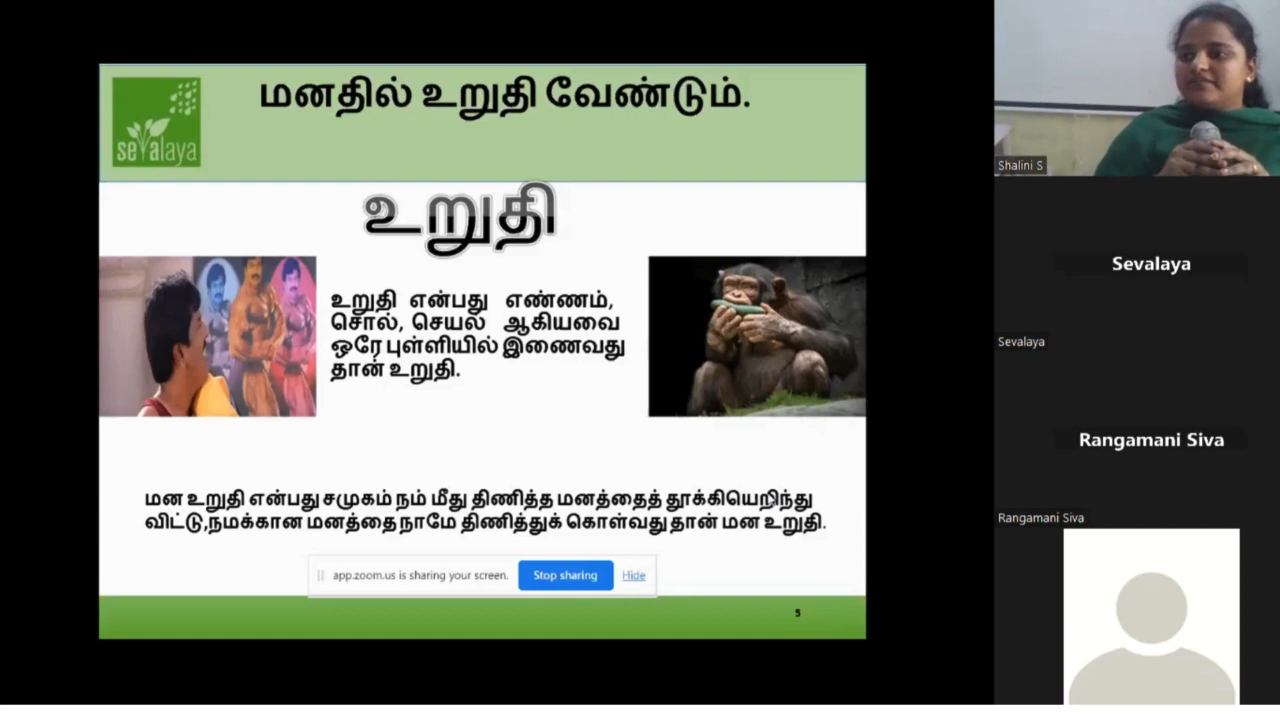 மனதில் உறுதி வேண்டும்.
sevalaya
உறுதி
உறுதி என்பது எண்ணம்,
சொல், செயல் ஆகியவை
ஒரே புள்ளியில் இணைவது
தான் உறுதி.
மன உறுதி என்பது சமுகம் நம் மீது திணித்த மனத்தைத் தூக்கியெறிந்து
விட்டு,நமக்கான மனத்தை நாமே திணித்துக் கொள்வது தான் மன உறுதி.
app.zoom.us is sharing your screen. Stop sharing Hide
5
Shalini S
Sevalaya
Sevalaya
Rangamani Siva
Rangamani Siva